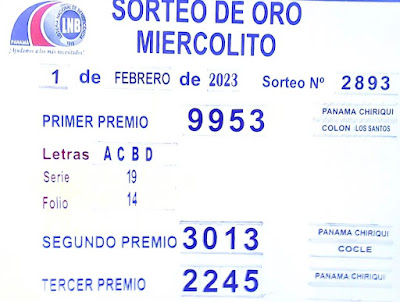 SORTEO DE ORO
LNB
MIERCOLITO
PANAMÁ
¡Ayudamos a los más necesitados!
1 de FEBRERO de 2023 Sorteo Nº 2893
PRIMER PREMIO 9953 PANAMA CHIRIQUI
COLON LOS SANTOS
Letras A C B D
Serie 19
Folio 14
SEGUNDO PREMIO 3013 PANAMA CHIRIQUI
COCLE
TERCER PREMIO 2245 PANAMA CHIRIQUI